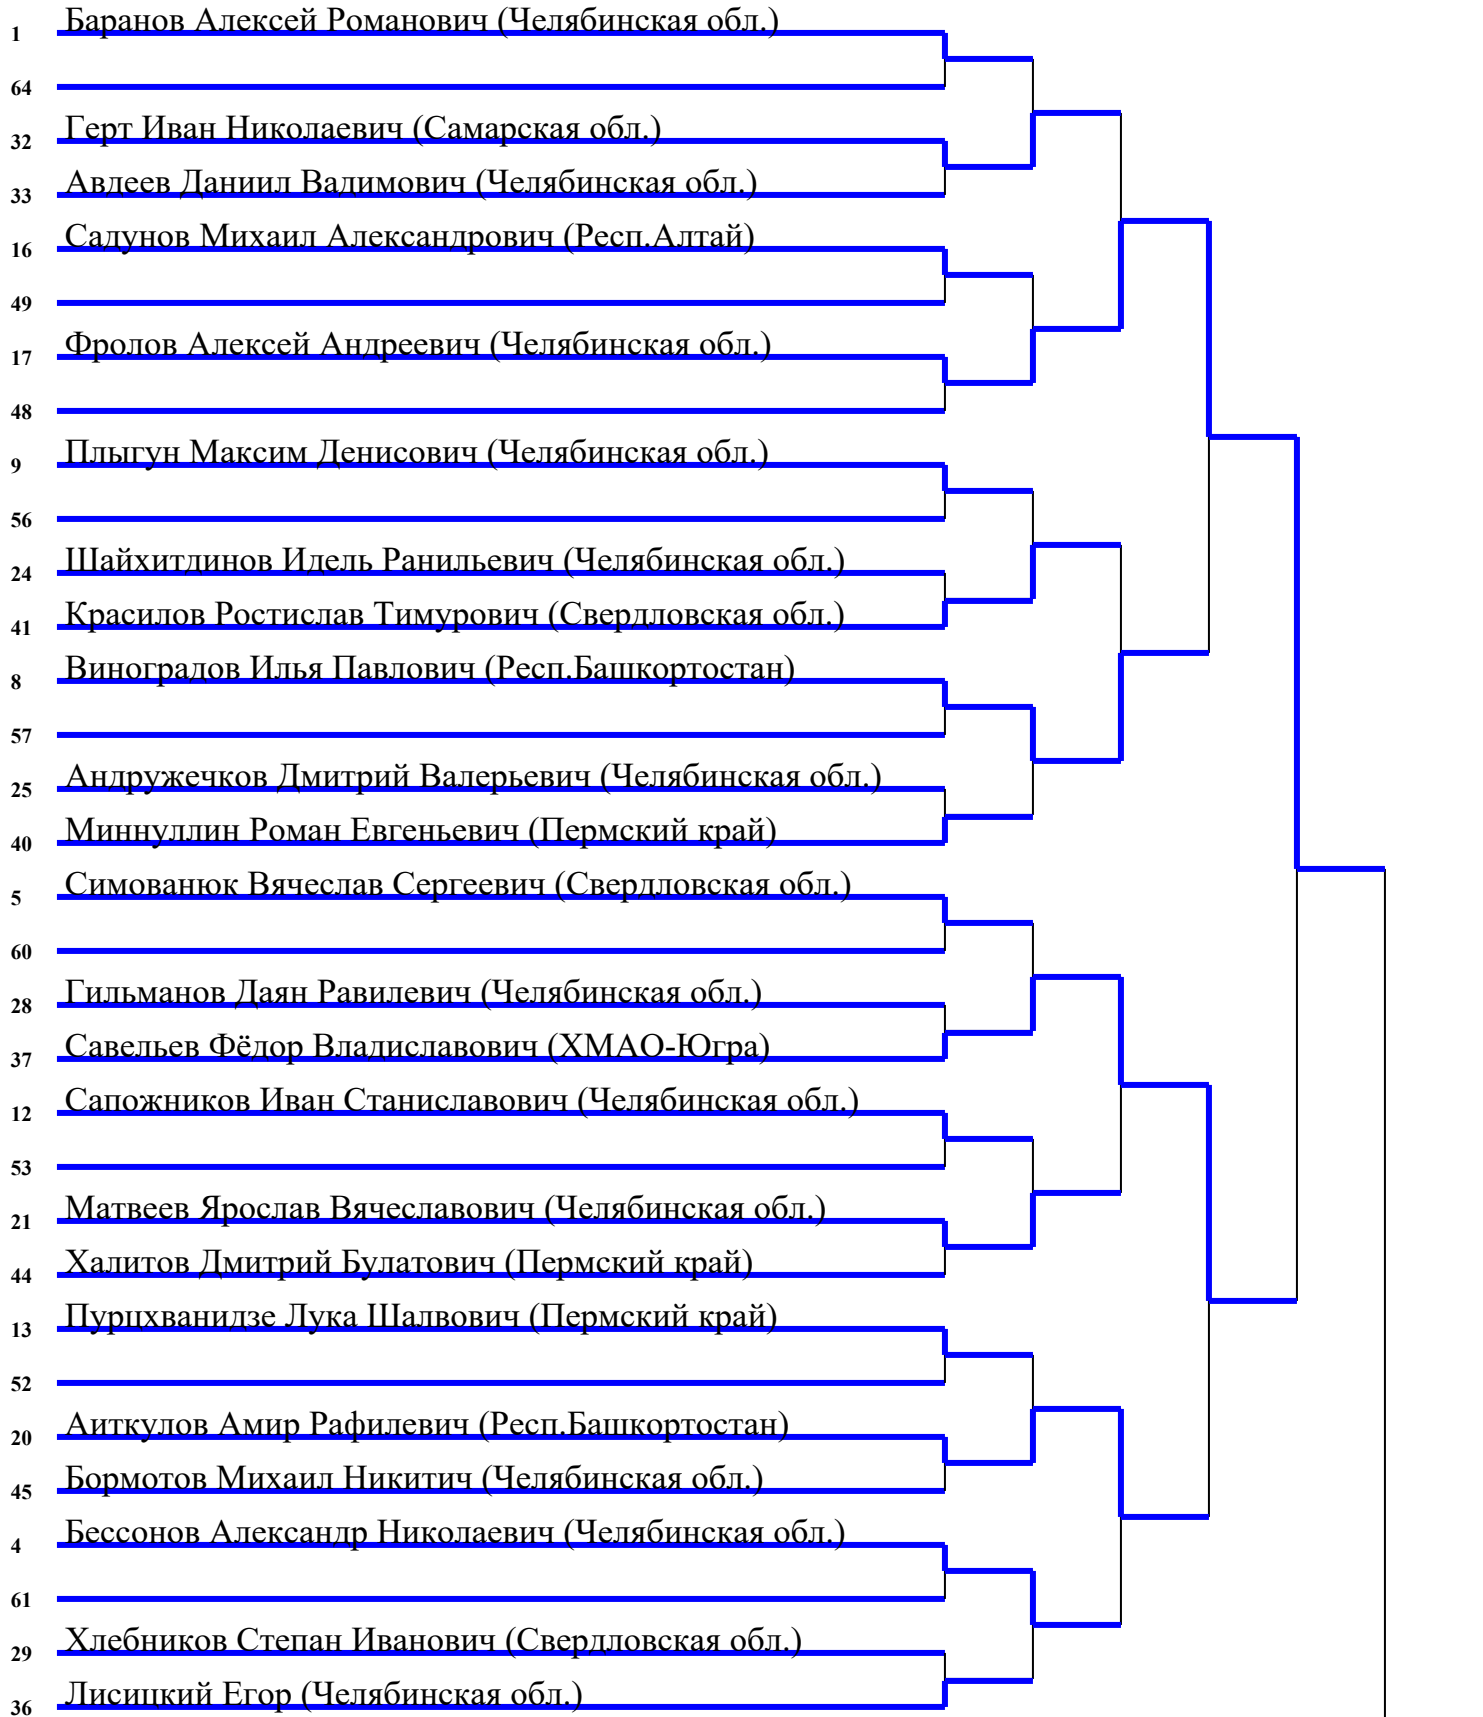 1 Баранов Алексей Романович (Челябинская обл.)
64
32 Герт Иван Николаевич (Самарская обл.)
33 Авдеев Даниил Вадимович (Челябинская обл.)
16 Садунов Михаил Александрович (Респ.Алтай)
49
17 Фролов Алексей Андреевич (Челябинская обл.)
48
9 Плыгун Максим Денисович (Челябинская обл.)
56
24 Шайхитдинов Идель Ранильевич (Челябинская обл.)
41 Красилов Ростислав Тимурович (Свердловская обл.)
8 Виноградов Илья Павлович (Респ.Башкортостан)
57
25 Андружечков Дмитрий Валерьевич (Челябинская обл.)
40 Миннуллин Роман Евгеньевич (Пермский край)
5 Симованюк Вячеслав Сергеевич (Свердловская обл.)
60
28 Гильманов Даян Равилевич (Челябинская обл.)
37 Савельев Фёдор Владиславович (ХМАО-Югра)
12 Сапожников Иван Станиславович (Челябинская обл.)
53
21 Матвеев Ярослав Вячеславович (Челябинская обл.)
44 Халитов Дмитрий Булатович (Пермский край)
13 Пурцхванидзе Лука Шалвович (Пермский край)
52
20 Аиткулов Амир Рафилевич (Респ.Башкортостан)
45 Бормотов Михаил Никитич (Челябинская обл.)
4 Бессонов Александр Николаевич (Челябинская обл.)
61
29 Хлебников Степан Иванович (Свердловская обл.)
36 Лисицкий Егор (Челябинская обл.)